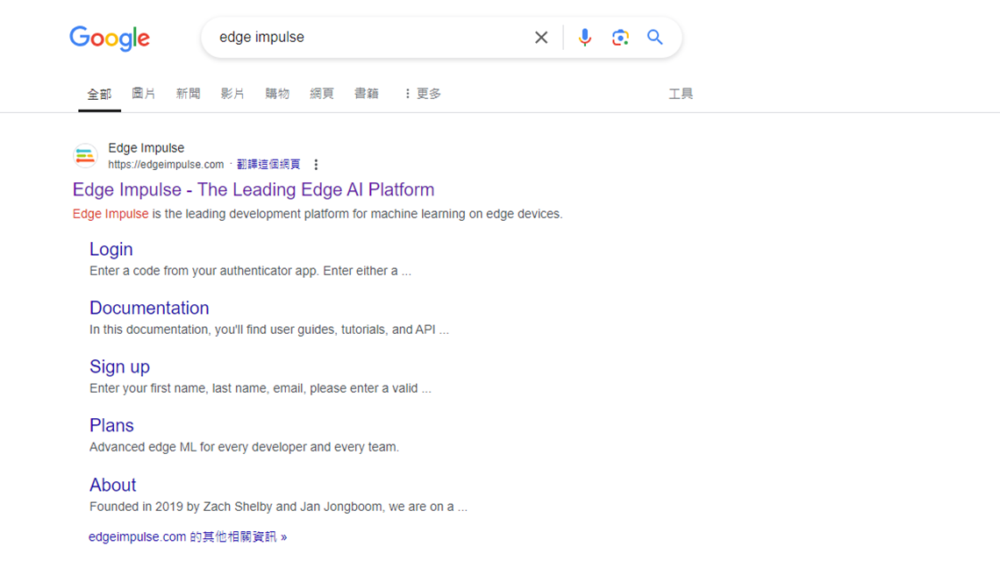 Google
edge impulse
全部 圖片 新聞 影片 購物 網頁 書籍 更多 工具
Edge Impulse
https://edgeimpulse.com · 翻譯這個網頁
Edge Impulse - The Leading Edge AI Platform
Edge Impulse is the leading development platform for machine learning on edge devices.
Login
Enter a code from your authenticator app. Enter either a ...
Documentation
In this documentation, you'll find user guides, tutorials, and API ...
Sign up
Enter your first name, last name, email, please enter a valid ...
Plans
Advanced edge ML for every developer and every team.
About
Founded in 2019 by Zach Shelby and Jan Jongboom, we are on a ...
edgeimpulse.com 的其他相關資訊 »